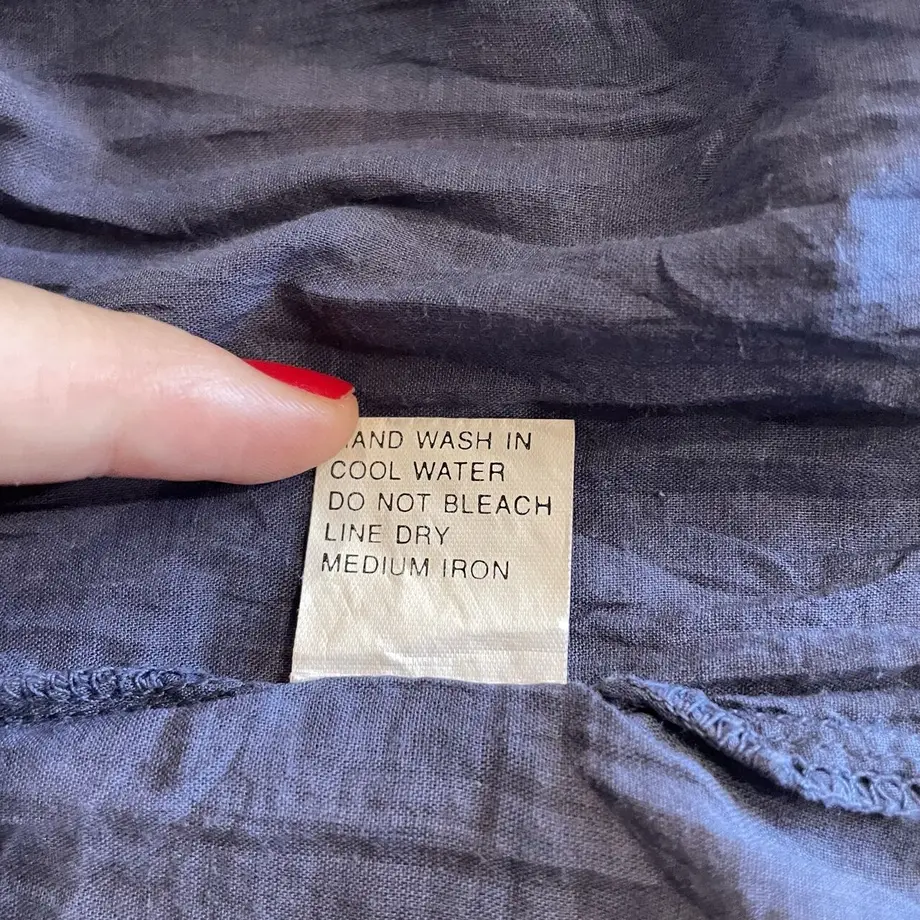 HAND WASH IN
COOL WATER
DO NOT BLEACH
LINE DRY
MEDIUM IRON